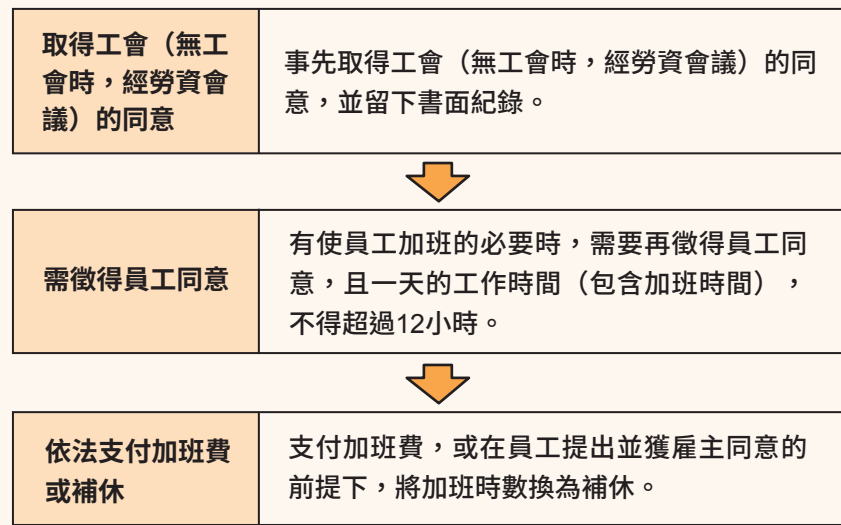 取得工會（無工
會時，經勞資會
議）的同意
事先取得工會（無工會時，經勞資會議）的同
意，並留下書面紀錄。
需徵得員工同意
有使員工加班的必要時，需要再徵得員工同
意，且一天的工作時間（包含加班時間），
不得超過12小時。
依法支付加班費
或補休
支付加班費，或在員工提出並獲雇主同意的
前提下，將加班時數換為補休。